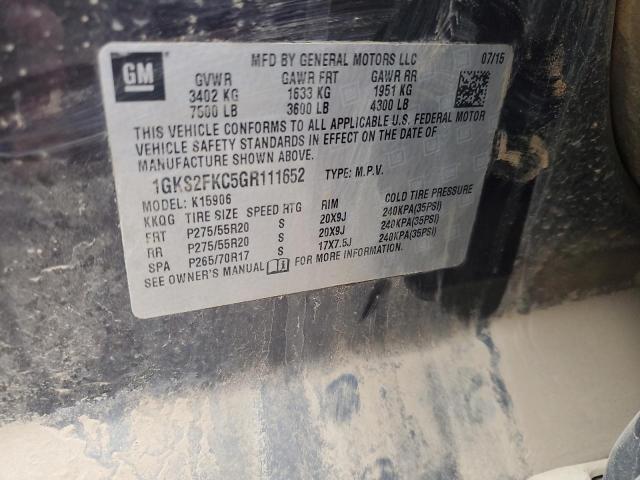 GM
MFD BY GENERAL MOTORS LLC 07/15
GVWR GAWR FRT GAWR RR
3402 KG 1633 KG 1951 KG
7500 LB 3600 LB 4300 LB
THIS VEHICLE CONFORMS TO ALL APPLICABLE U.S. FEDERAL MOTOR
VEHICLE SAFETY STANDARDS IN EFFECT ON THE DATE OF
MANUFACTURE SHOWN ABOVE.
1GKS2FKC5GR111652 TYPE: M.P.V.
MODEL: K15906
KKQG TIRE SIZE SPEED RTG RIM COLD TIRE PRESSURE
FRT P275/55R20 S 20X9J 240KPA(35PSI)
RR P275/55R20 S 20X9J 240KPA(35PSI)
SPA P265/70R17 S 17X7.5J 240KPA(35PSI)
SEE OWNER'S MANUAL FOR MORE INFORMATION.